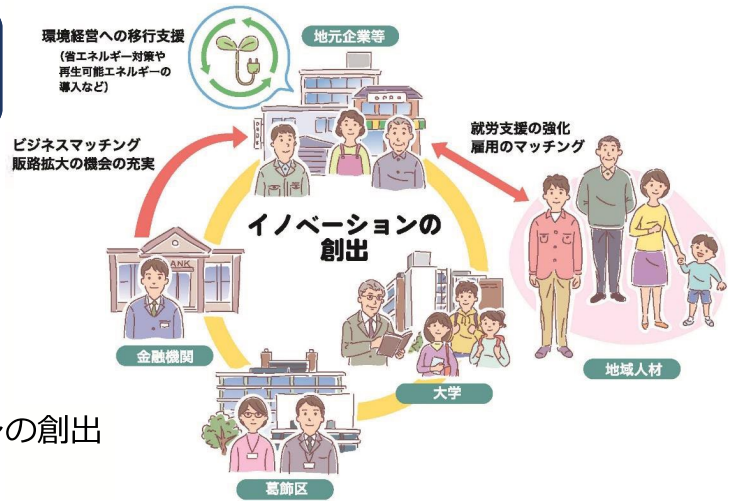 環境経営への移行支援
（省エネルギー対策や
再生可能エネルギーの
導入など）
地元企業等
ビジネスマッチング
販路拡大の機会の充実
就労支援の強化
雇用のマッチング
イノベーションの
創出
BANK
金融機関
大学
地域人材
葛飾区
の創出